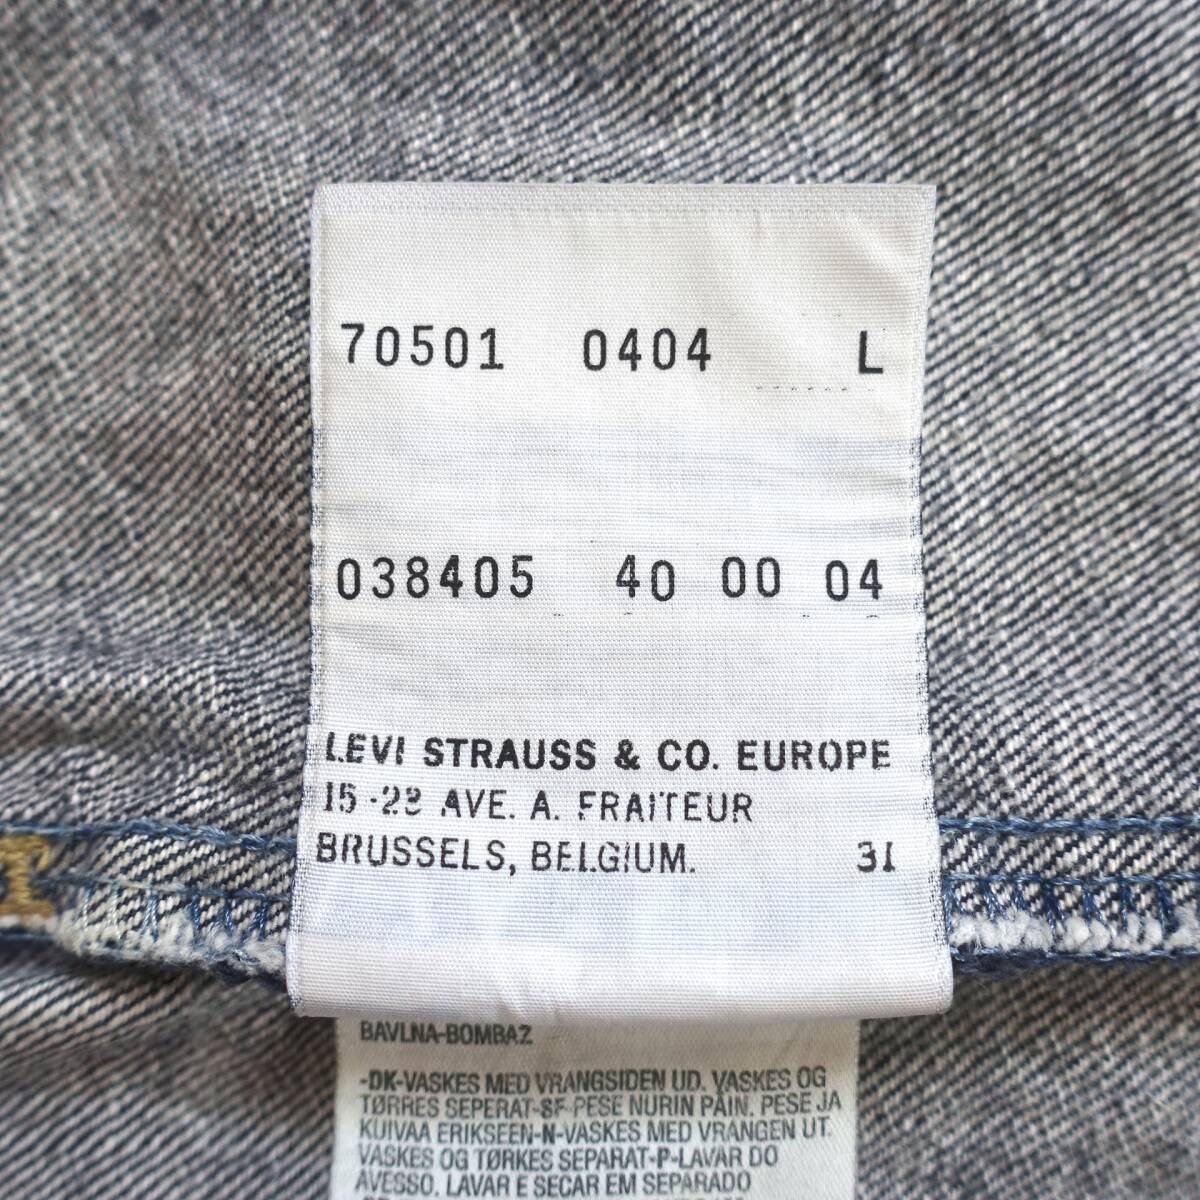 70501 0404 L
038405 40 00 04
LEVI STRAUSS & CO. EUROPE
15-23 AVE. A. FRAITEUR
BRUSSELS, BELGIUM. 31
BAVLNA-BOMBAZ
-DK-VASKES MED VRANGSIDEN UD. VASKES OG
TØRRES SEPERAT-SF-PESE NURIN PÄIN. PESE JA
KUIVAA ERIKSEEN-N-VASKES MED VRANGEN UT.
VASKES OG TØRKES SEPARAT-P-LAVAR DO
AVESSO. LAVAR E SECAR EM SEPARADO